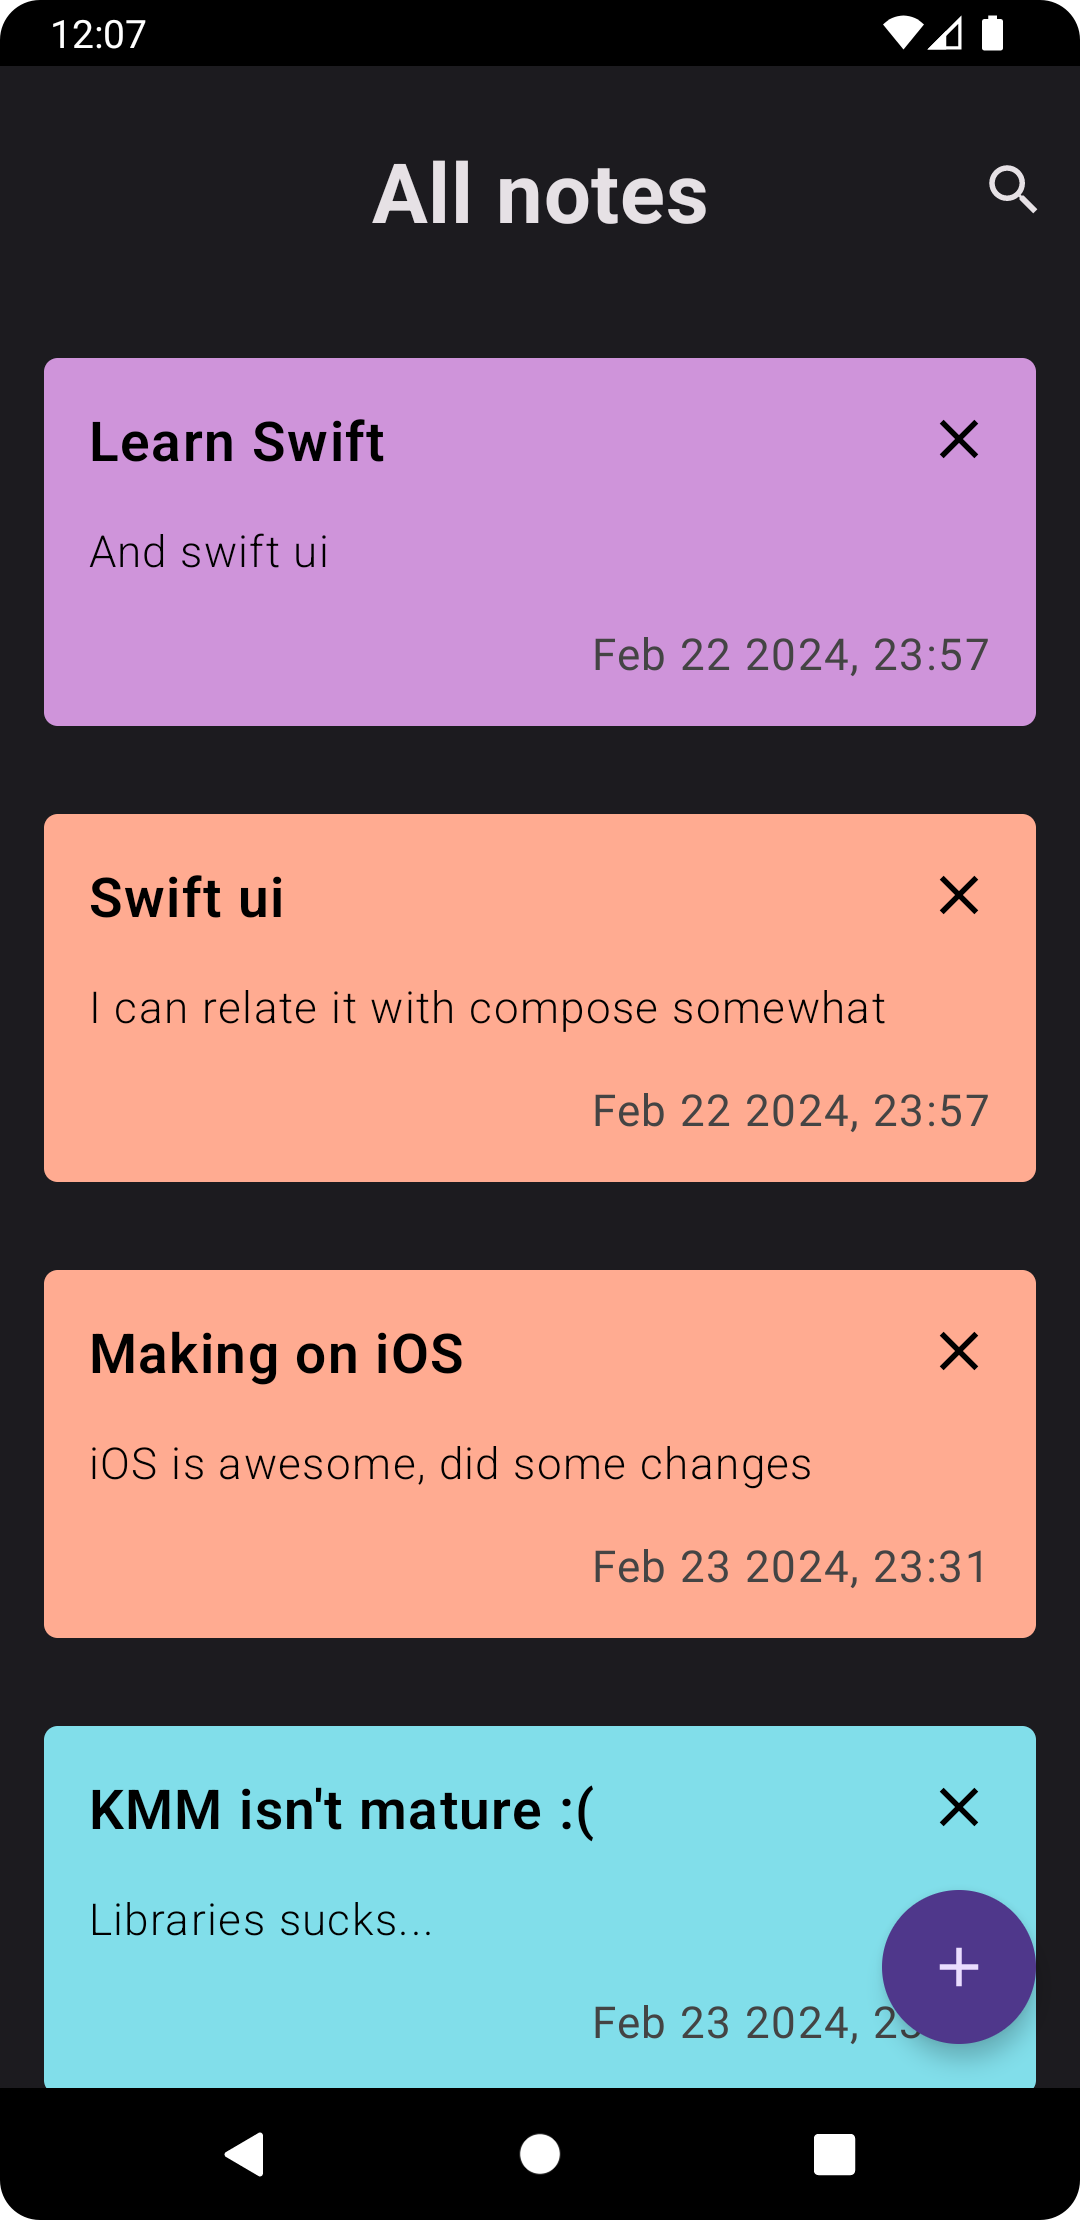 12:07
All notes
Learn Swift
And swift ui
Feb 22 2024, 23:57
Swift ui
I can relate it with compose somewhat
Feb 22 2024, 23:57
Making on iOS
iOS is awesome, did some changes
Feb 23 2024, 23:31
KMM isn't mature :(
Libraries sucks...
Feb 23 2024,